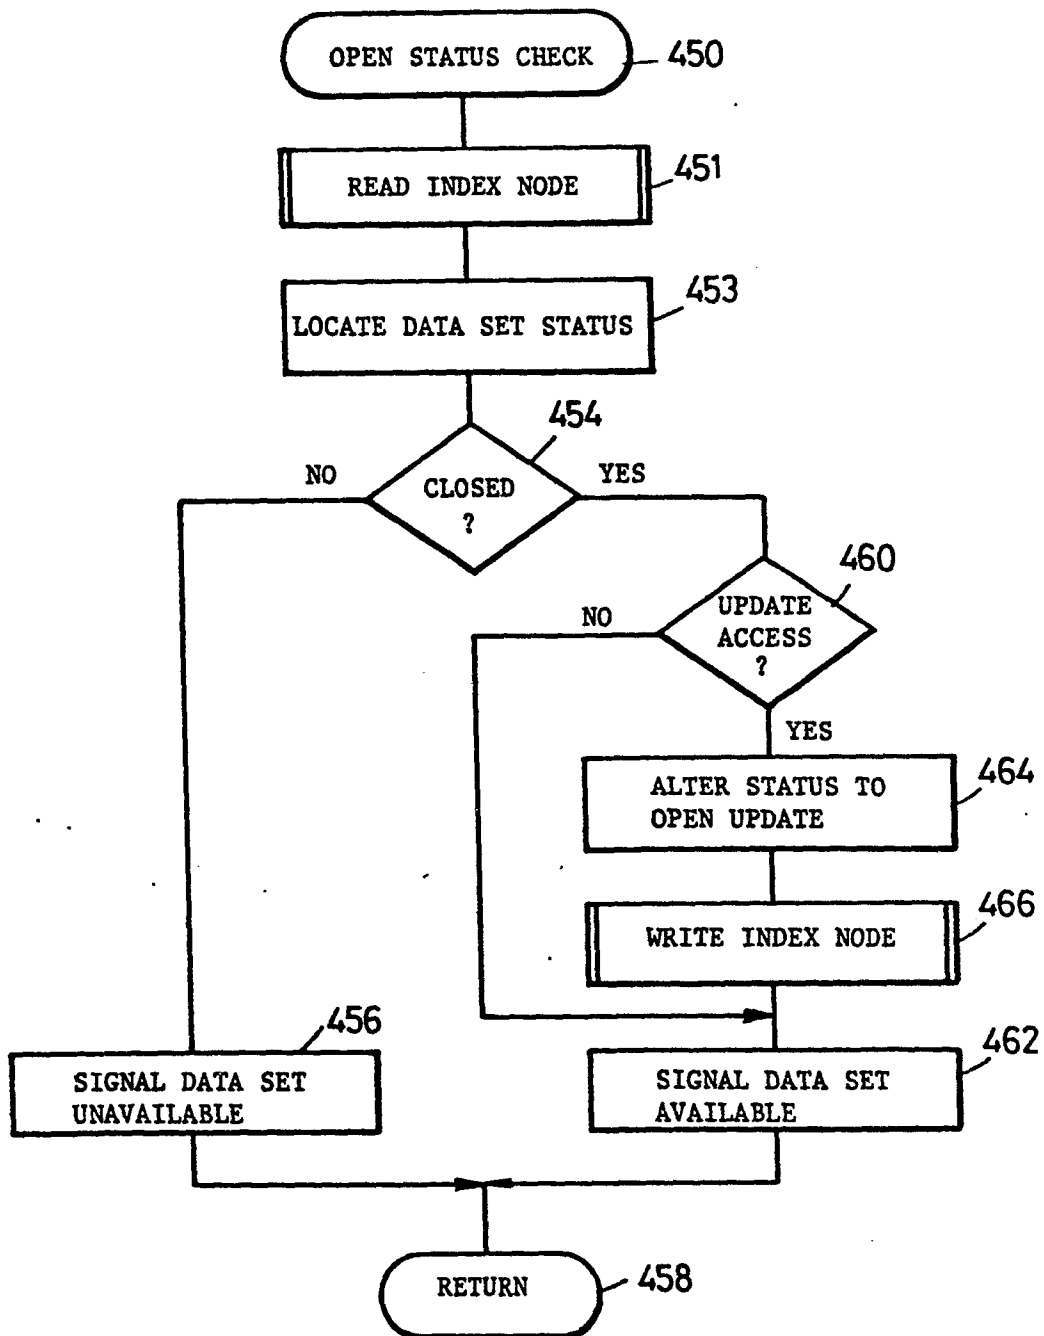 OPEN STATUS CHECK
450
READ INDEX NODE
451
LOCATE DATA SET STATUS
453
454
NO
CLOSED
?
YES
460
NO
UPDATE
ACCESS
?
YES
ALTER STATUS TO
OPEN UPDATE
464
WRITE INDEX NODE
466
456
SIGNAL DATA SET
UNAVAILABLE
462
SIGNAL DATA SET
AVAILABLE
RETURN
458